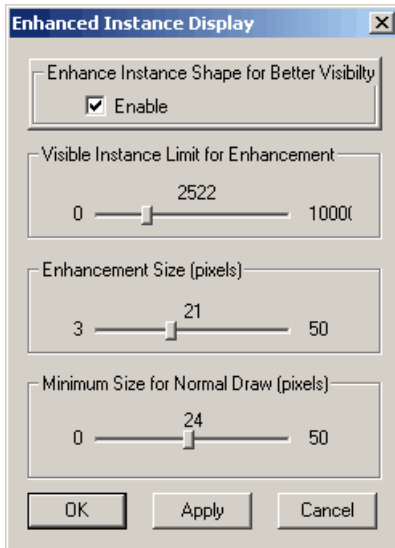 Enhanced Instance Display
Enhance Instance Shape for Better Visibilty
Enable
Visible Instance Limit for Enhancement
2522
0 1000(
Enhancement Size (pixels)
21
3 50
Minimum Size for Normal Draw (pixels)
24
0 50
OK Apply Cancel